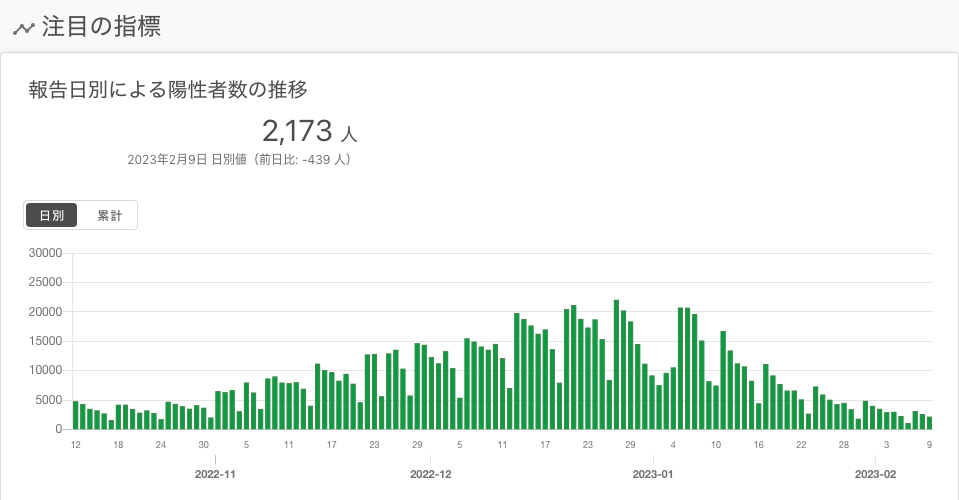 注目の指標
報告日別による陽性者数の推移
2,173 人
2023年2月9日 日別値（前日比: -439 人）
日別 累計
30000
25000
20000
15000
10000
5000
0
12 18 24 30 5 11 17 23 29 5 11 17 23 29 4 10 16 22 28 3 9
2022-11 2022-12 2023-01 2023-02